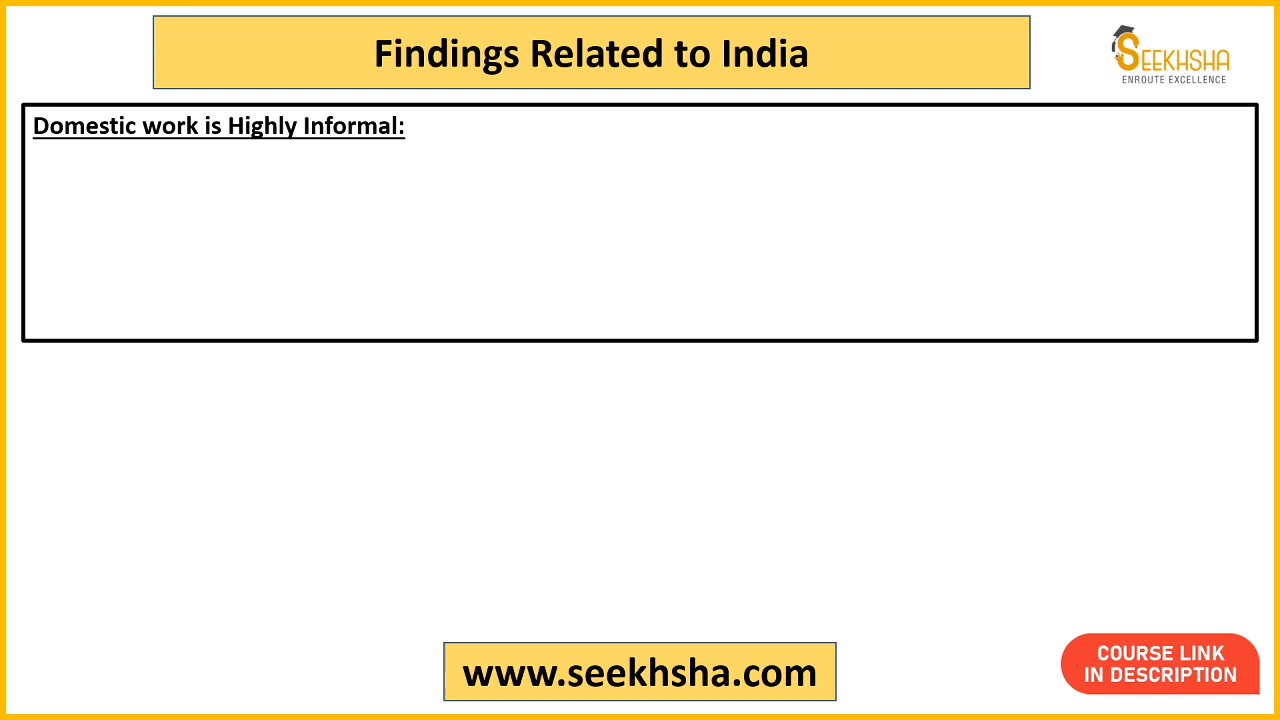 Findings Related to India
SEEKHSHA
ENROUTE EXCELLENCE
Domestic work is Highly Informal:
www.seekhsha.com
COURSE LINK
IN DESCRIPTION